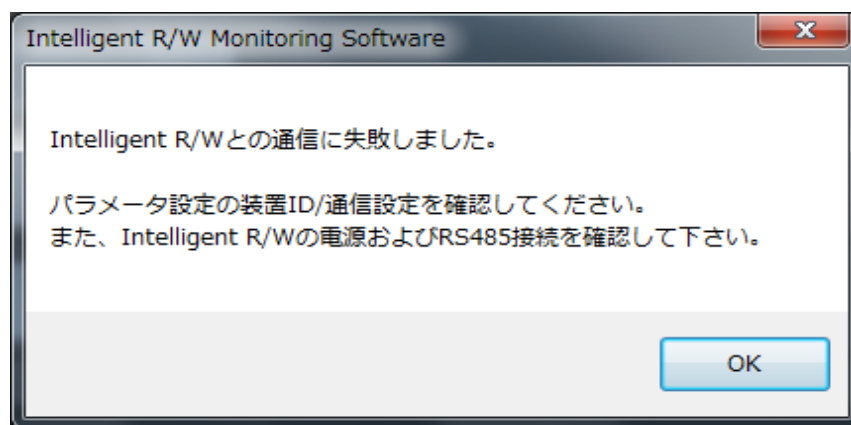 Intelligent R/W Monitoring Software
Intelligent R/Wとの通信に失敗しました。
パラメータ設定の装置ID/通信設定を確認してください。
また、Intelligent R/Wの電源およびRS485接続を確認して下さい。
OK